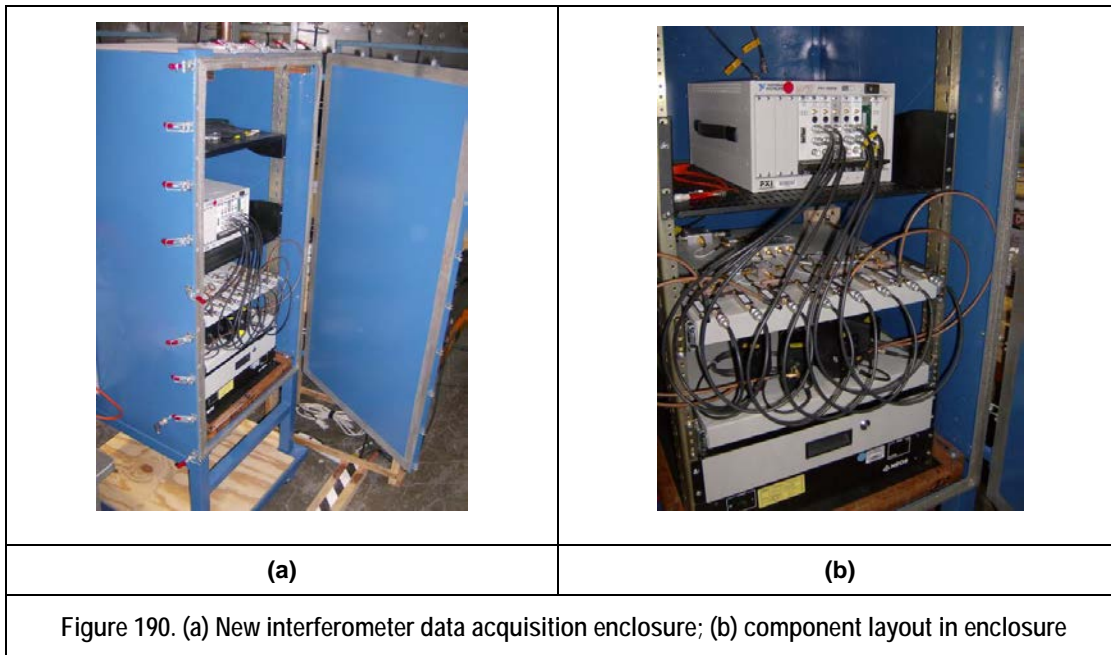 PXI
(a)
(b)
Figure 190. (a) New interferometer data acquisition enclosure; (b) component layout in enclosure